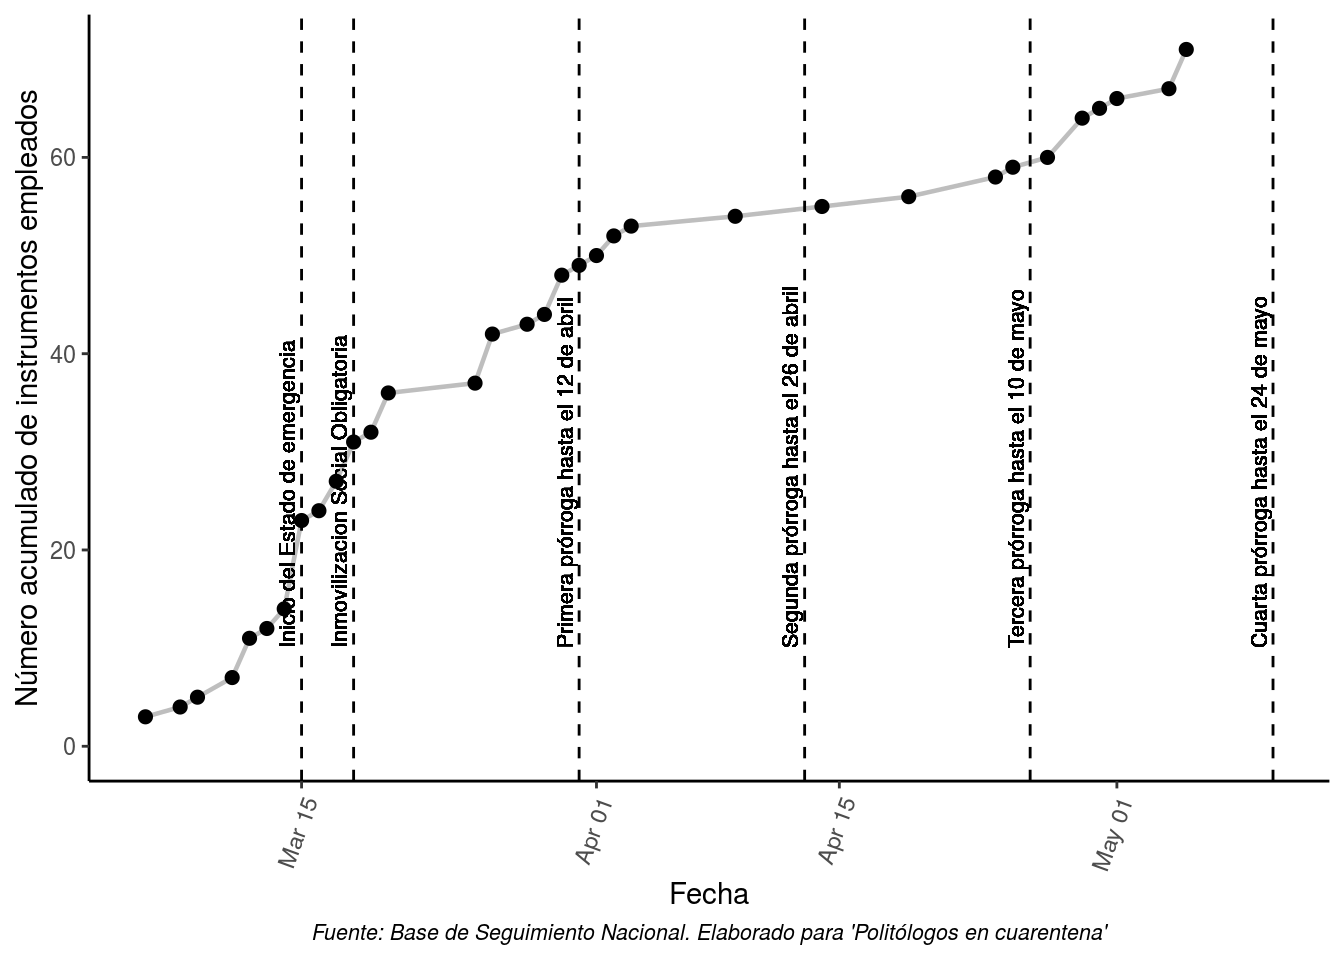 Número acumulado de instrumentos empleados
60
40
20
0
Inicio del Estado de emergencia
Inmovilizacion Social Obligatoria
Primera prórroga hasta el 12 de abril
Segunda prórroga hasta el 26 de abril
Tercera prórroga hasta el 10 de mayo
Cuarta prórroga hasta el 24 de mayo
Mar 15
Apr 01
Apr 15
May 01
Fecha
Fuente: Base de Seguimiento Nacional. Elaborado para 'Politólogos en cuarentena'